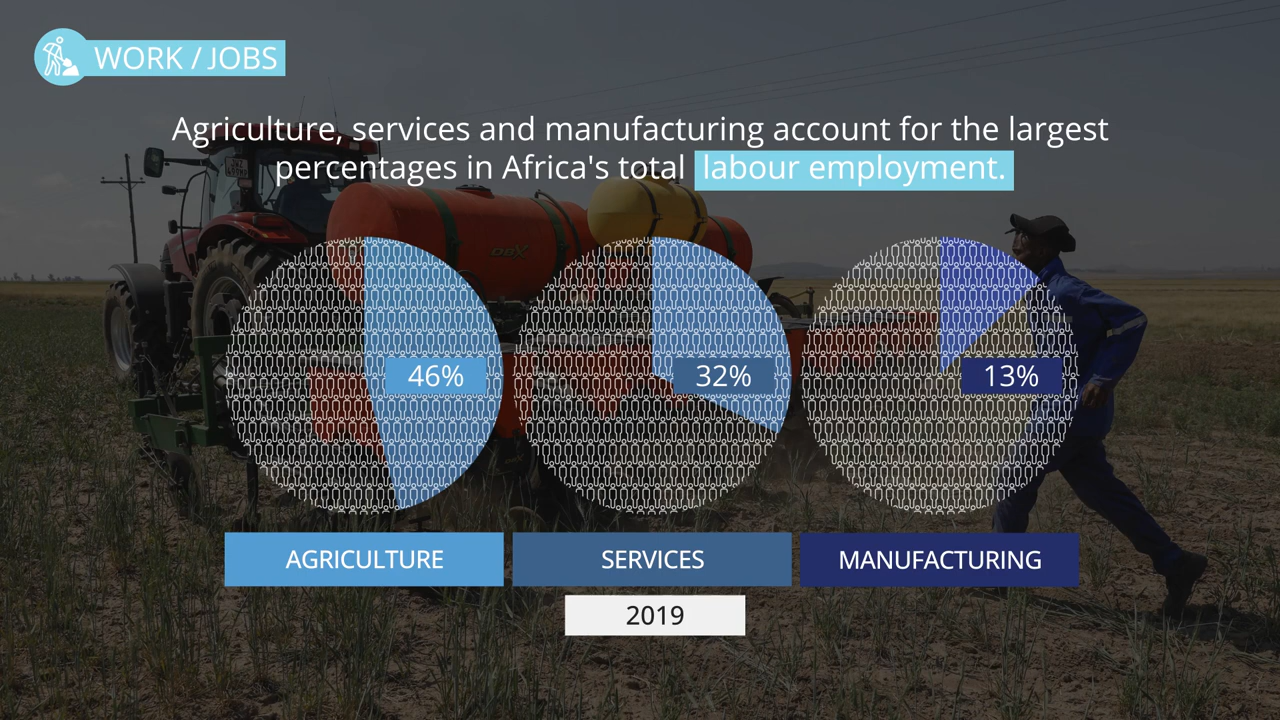 WORK / JOBS
Agriculture, services and manufacturing account for the largest
percentages in Africa's total labour employment.
DBX
46%
32%
13%
AGRICULTURE
SERVICES
MANUFACTURING
2019